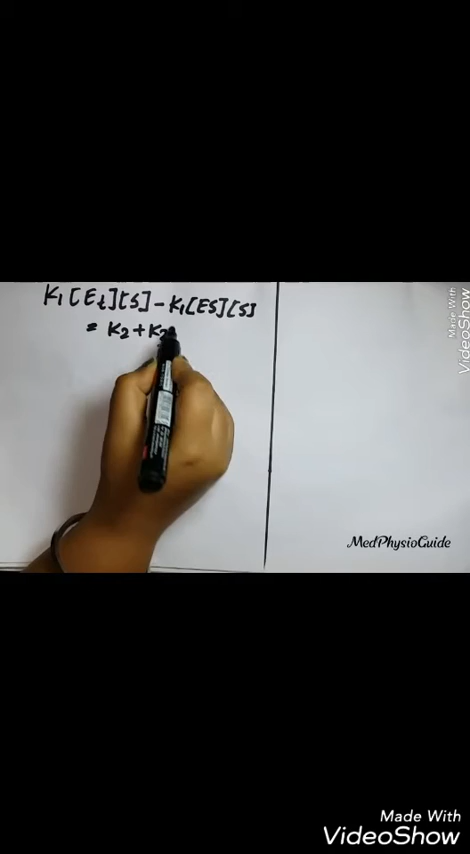 K1[Et][S] - K1[ES][S]
= K2 + K
MedPhysioGuide
Made With
VideoShow
Made With
VideoShow